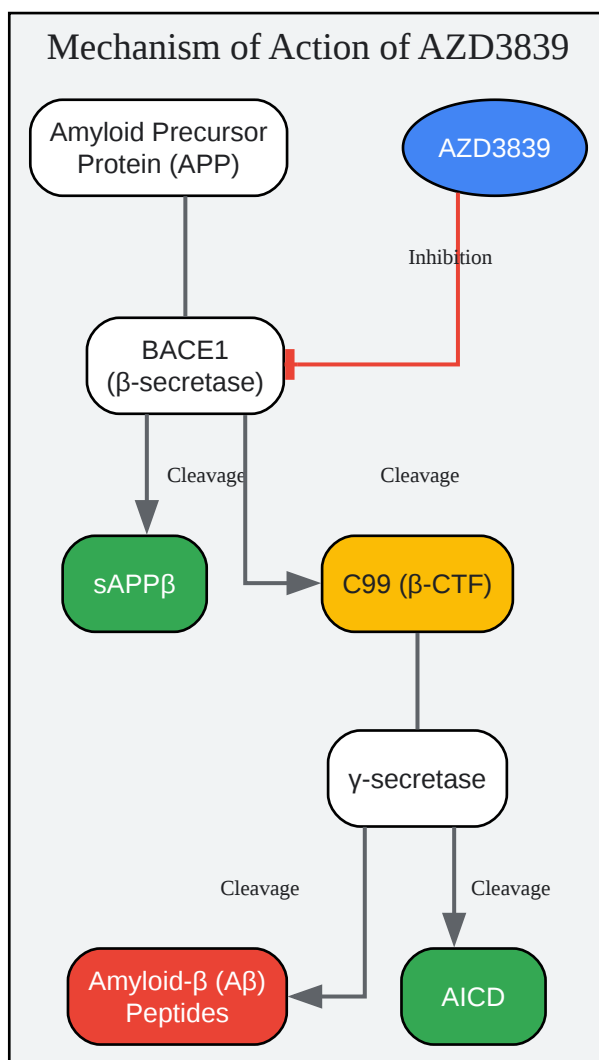 Mechanism of Action of AZD3839
Amyloid Precursor
Protein (APP)
AZD3839
Inhibition
BACE1
(β-secretase)
Cleavage
Cleavage
sAPPβ
C99 (β-CTF)
γ-secretase
Cleavage
Cleavage
Amyloid-β (Aβ)
Peptides
AICD